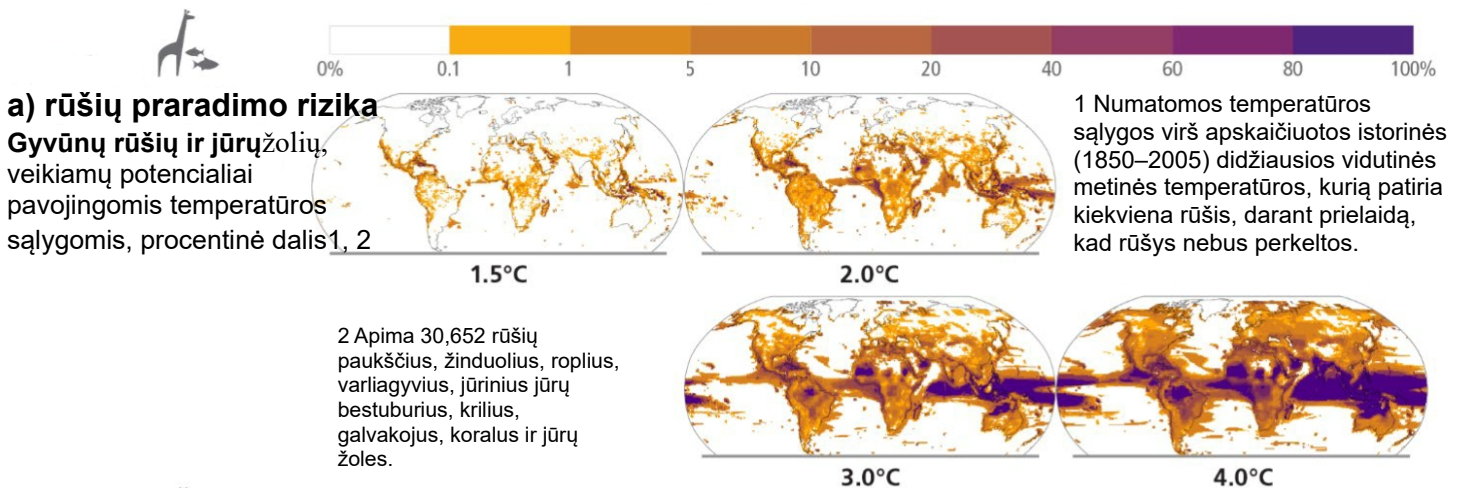 0% 0.1 1 5 10 20 40 60 80 100%
a) rūšių praradimo rizika
Gyvūnų rūšių ir jūrųžolių,
veikiamų potencialiai
pavojingomis temperatūros
sąlygomis, procentinė dalis1, 2
1 Numatomos temperatūros
sąlygos virš apskaičiuotos istorinės
(1850–2005) didžiausios vidutinės
metinės temperatūros, kurią patiria
kiekviena rūšis, darant prielaidą,
kad rūšys nebus perkeltos.
1.5°C
2.0°C
2 Apima 30,652 rūšių
paukščius, žinduolius, roplius,
varliagyvius, jūrinius jūrų
bestuburius, krilius,
galvakojus, koralus ir jūrų
žoles.
3.0°C
4.0°C